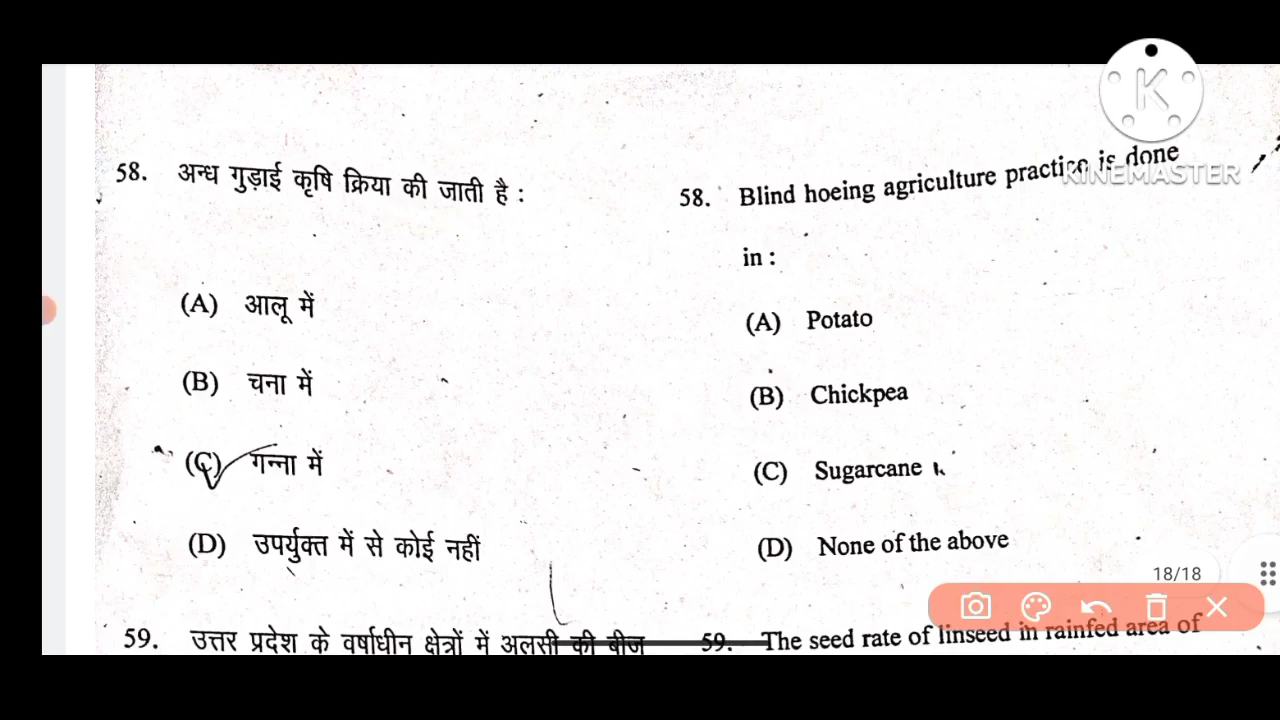 KINEMASTER
58. अन्ध गुड़ाई कृषि क्रिया की जाती है :
(A) आलू में
(B) चना में
(C) गन्ना में
(D) उपर्युक्त में से कोई नहीं
59. उत्तर प्रदेश के वर्षाधीन क्षेत्रों में अलसी की बीज
58. Blind hoeing agriculture practice is done
in :
(A) Potato
(B) Chickpea
(C) Sugarcane
(D) None of the above
18/18
59. The seed rate of linseed in rainfed area of